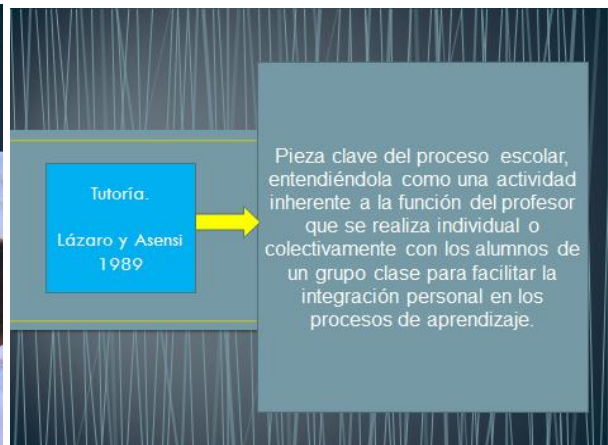 Tutoría.
Lázaro y Asensi
1989
Pieza clave del proceso escolar,
entendiéndola como una actividad
inherente a la función del profesor
que se realiza individual o
colectivamente con los alumnos de
un grupo clase para facilitar la
integración personal en los
procesos de aprendizaje.